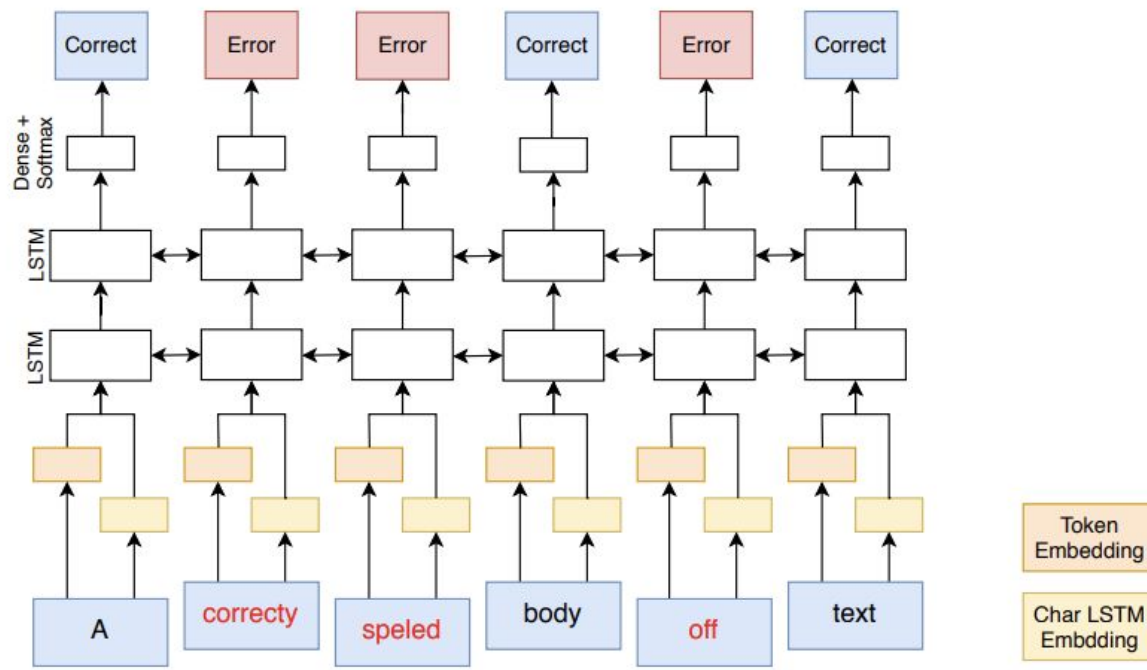 Correct Error Error Correct Error Correct
Dense +
Softmax
LSTM
LSTM
Token
Embedding
A correcty speled body off text
Char LSTM
Embdding